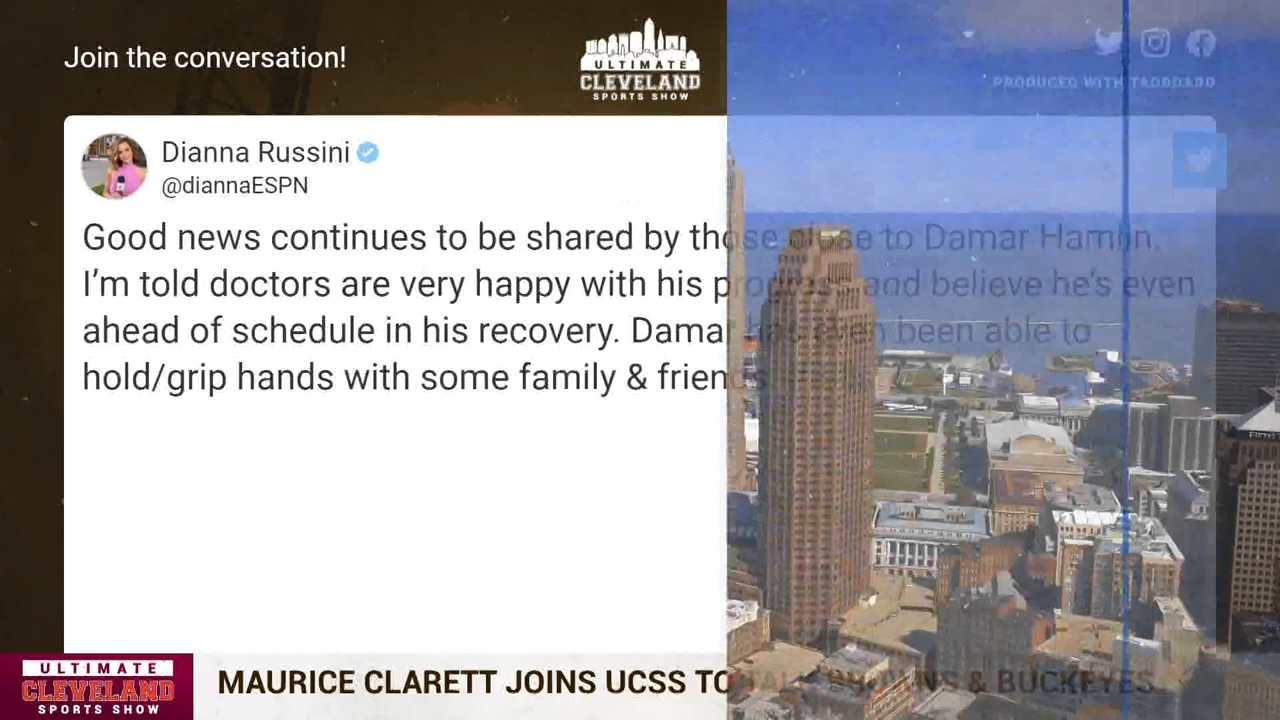 Join the conversation!
ULTIMATE
CLEVELAND
SPORTS SHOW
PRODUCED WITH TAGBOARD
Dianna Russini
@diannaESPN
Good news continues to be shared by those close to Damar Hamlin.
I’m told doctors are very happy with his progress and believe he's even
ahead of schedule in his recovery. Damar has even been able to
hold/grip hands with some family & friends
FIFTH
ULTIMATE
CLEVELAND
SPORTS SHOW
MAURICE CLARETT JOINS UCSS TO BROWNS & BUCKEYES